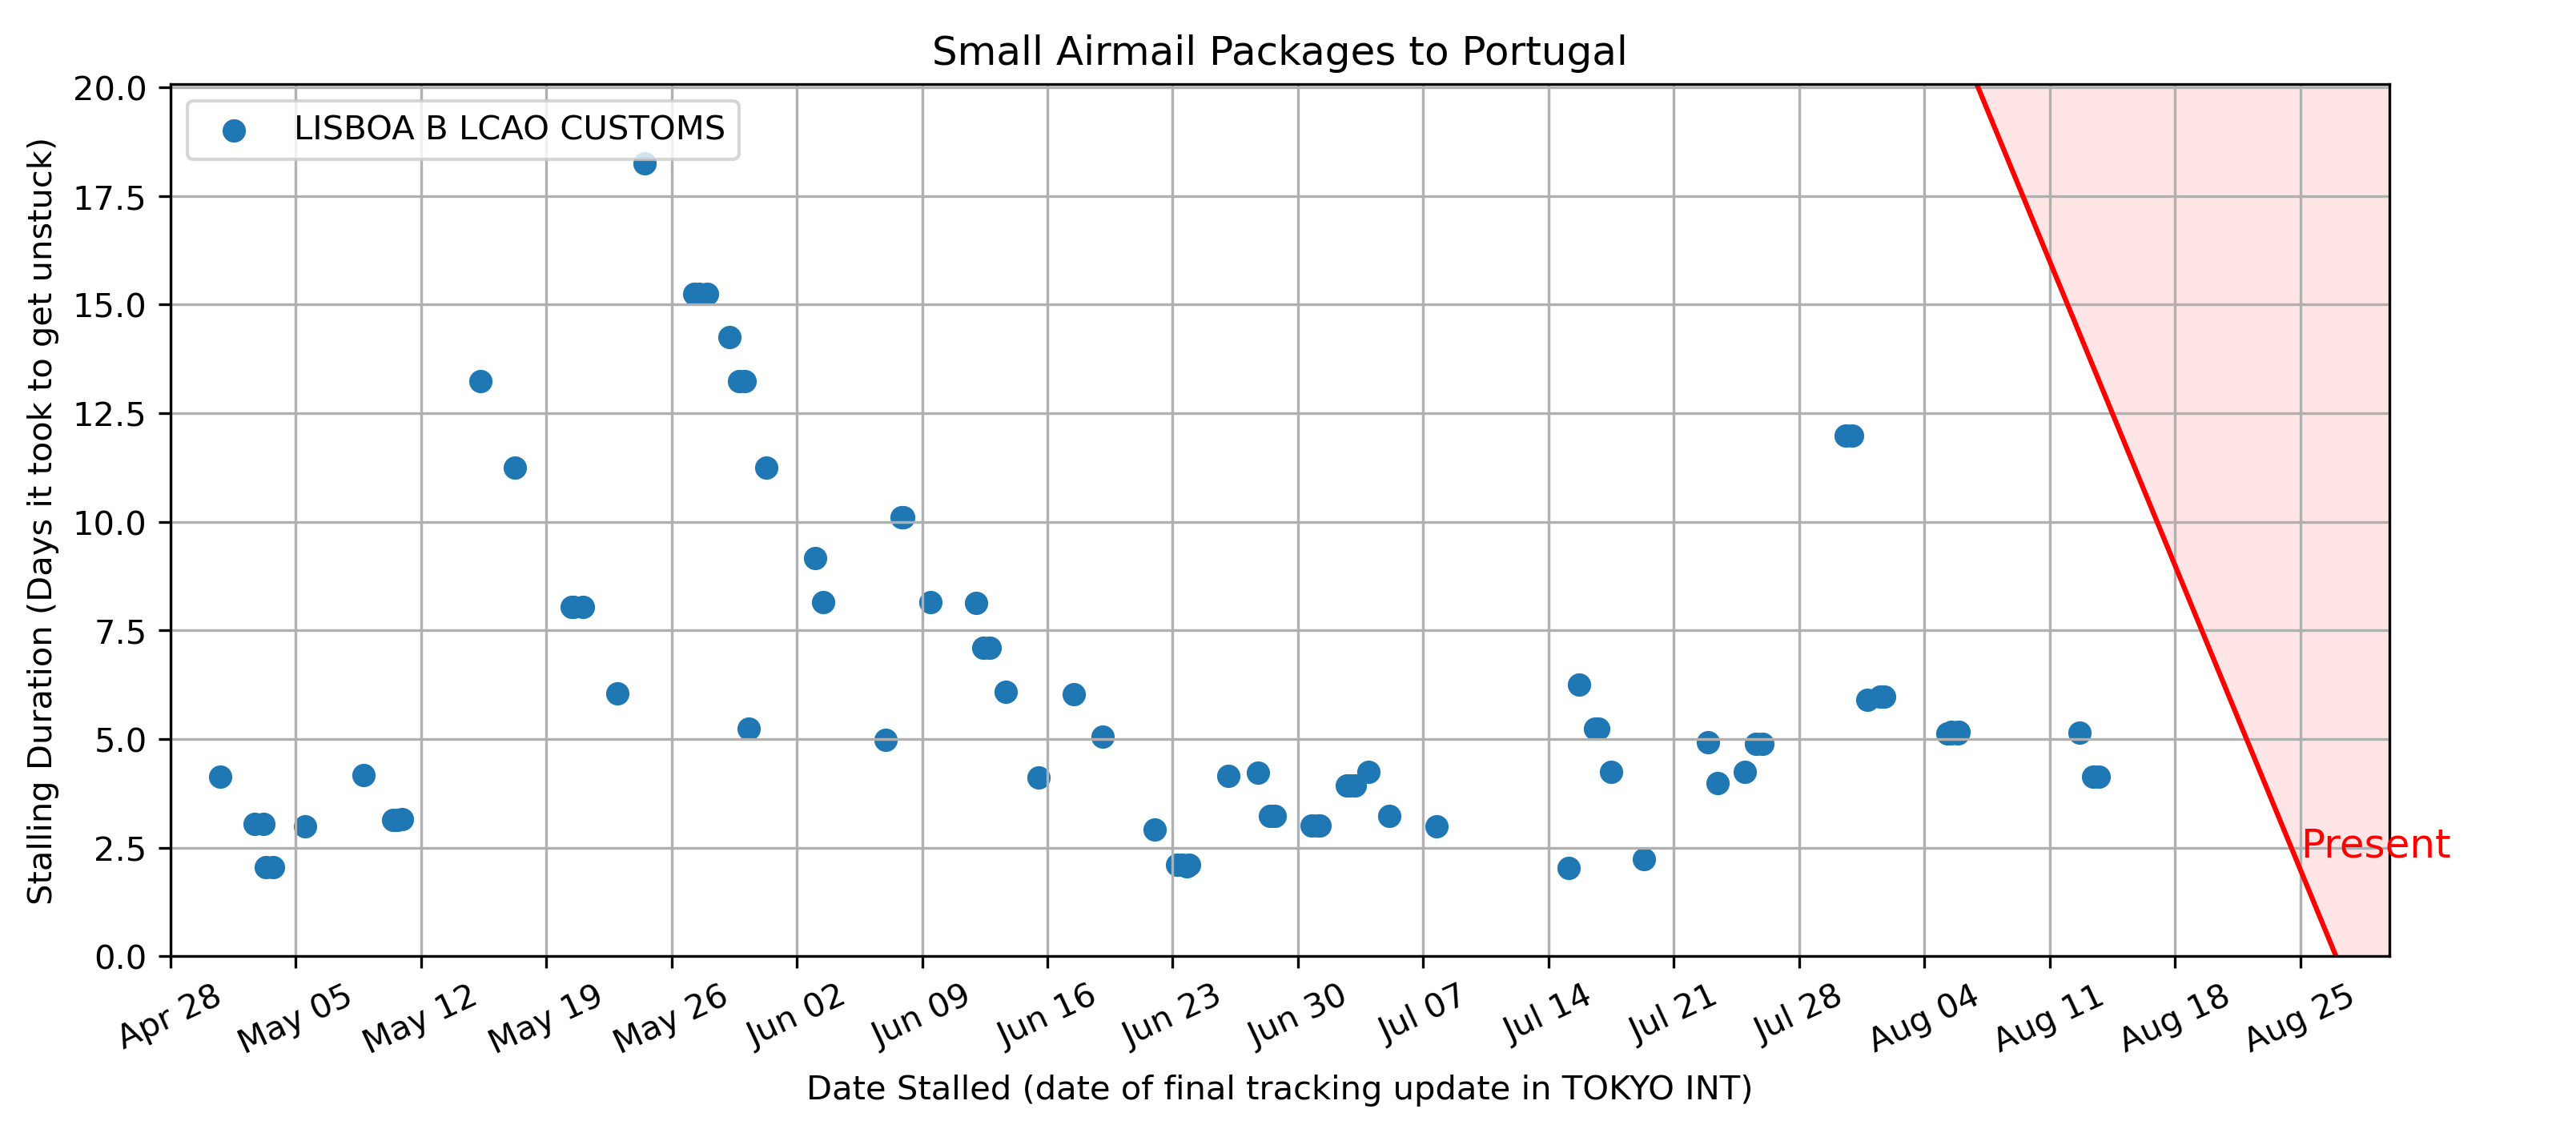 Small Airmail Packages to Portugal
LISBOA B LCAO CUSTOMS
Stalling Duration (Days it took to get unstuck)
20.0
17.5
15.0
12.5
10.0
7.5
5.0
2.5
0.0
Present
Apr 28 May 05 May 12 May 19 May 26 Jun 02 Jun 09 Jun 16 Jun 23 Jun 30 Jul 07 Jul 14 Jul 21 Jul 28 Aug 04 Aug 11 Aug 18 Aug 25
Date Stalled (date of final tracking update in TOKYO INT)